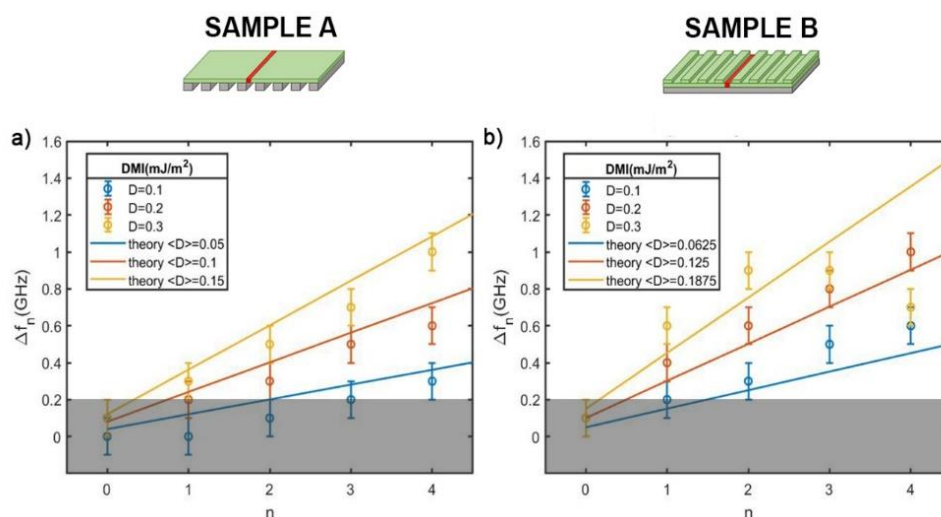 SAMPLE A
SAMPLE B
a)
1.6
1.4
1.2
1
0.8
0.6
0.4
0.2
0
Δfn(GHz)
DMI(mJ/m²)
D=0.1
D=0.2
D=0.3
theory <D>=0.05
theory <D>=0.1
theory <D>=0.15
0 1 2 3 4
n
b)
1.6
1.4
1.2
1
0.8
0.6
0.4
0.2
0
Δfn(GHz)
DMI(mJ/m²)
D=0.1
D=0.2
D=0.3
theory <D>=0.0625
theory <D>=0.125
theory <D>=0.1875
0 1 2 3 4
n